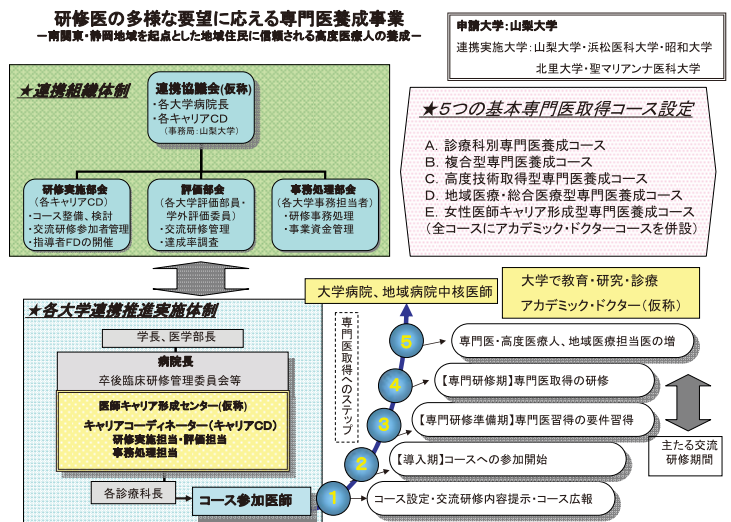 研修医の多様な要望に応える専門医養成事業
－南関東・静岡地域を起点とした地域住民に信頼される高度医療人の養成－
申請大学：山梨大学
連携実施大学：山梨大学・浜松医科大学・昭和大学
北里大学・聖マリアンナ医科大学
★連携組織体制
連携協議会(仮称)
・各大学病院長
・各キャリアCD
（事務局：山梨大学）
研修実施部会
（各キャリアCD）
・コース整備、検討
・交流研修参加者管理
・指導者FDの開催
評価部会
（各大学評価部員・
学外評価委員）
・交流研修管理
・達成率調査
事務処理部会
（各大学事務担当者）
・研修事務処理
・事業資金管理
★５つの基本専門医取得コース設定
A. 診療科別専門医養成コース
B. 複合型専門医養成コース
C. 高度技術取得型専門医養成コース
D. 地域医療・総合医療型専門医養成コース
E. 女性医師キャリア形成型専門医養成コース
（全コースにアカデミック・ドクターコースを併設）
★各大学連携推進実施体制
学長、医学部長
病院長
卒後臨床研修管理委員会等
医師キャリア形成センター(仮称)
キャリアコーディネーター（キャリアCD）
研修実施担当・評価担当
事務処理担当
各診療科長
コース参加医師
大学病院、地域病院中核医師
大学で教育・研究・診療
アカデミック・ドクター（仮称）
専門医取得へのステップ
5
専門医・高度医療人、地域医療担当医の増
4
【専門研修期】専門医取得の研修
3
【専門研修準備期】専門医習得の要件習得
2
【導入期】コースへの参加開始
1
コース設定・交流研修内容提示・コース広報
主たる交流
研修期間